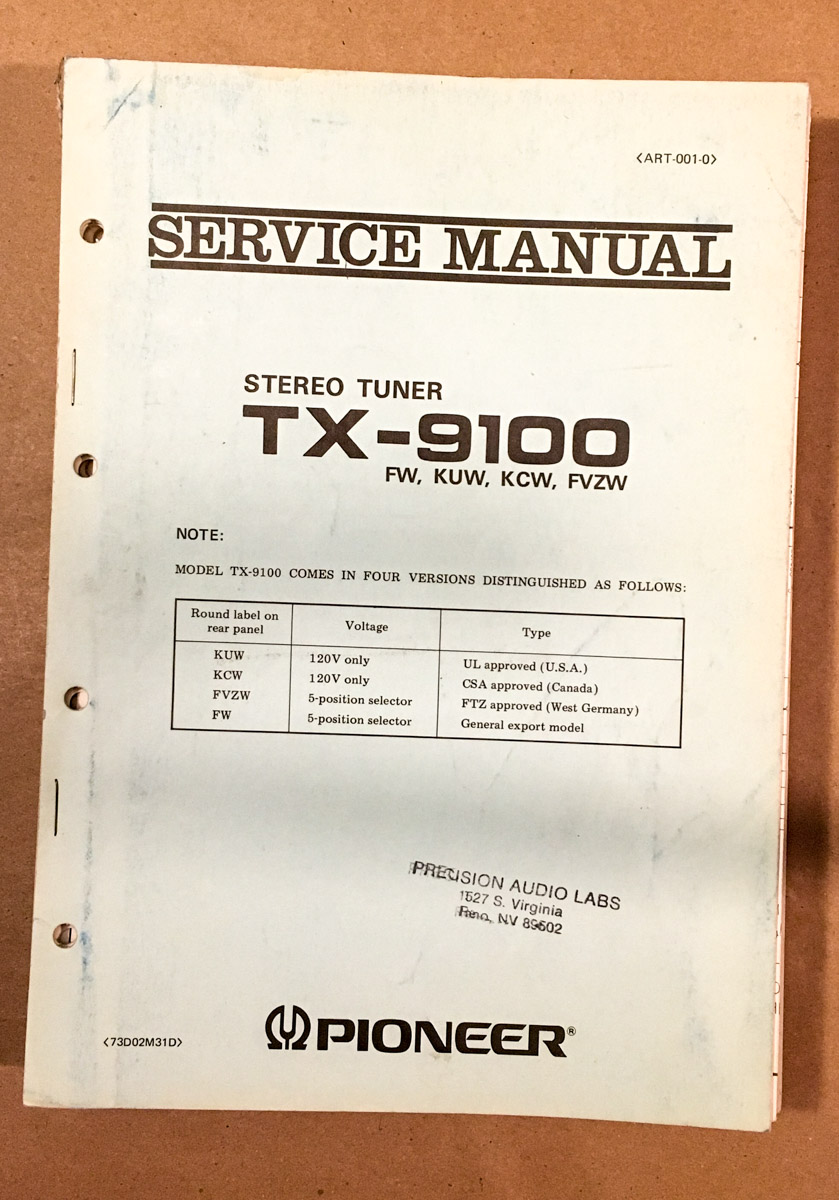 <ART-001-0>
SERVICE MANUAL
STEREO TUNER
TX-9100
FW, KUW, KCW, FVZW
NOTE:
MODEL TX-9100 COMES IN FOUR VERSIONS DISTINGUISHED AS FOLLOWS:
Round label on rear panel Voltage Type
KUW 120V only UL approved (U.S.A.)
KCW 120V only CSA approved (Canada)
FVZW 5-position selector FTZ approved (West Germany)
FW 5-position selector General export model
PRECISION AUDIO LABS
1527 S. Virginia
Reno, NV 89502
PIONEER®
<73D02M31D>